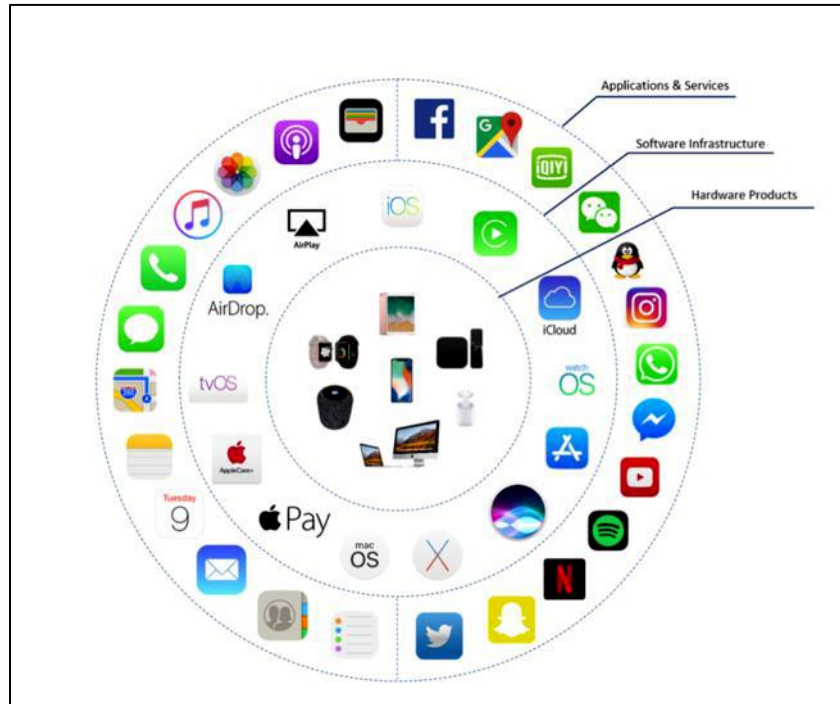 Applications & Services
Software Infrastructure
Hardware Products
G
iQIYI
iOS
AirPlay
AirDrop.
iCloud
watch
OS
tvOS
AppleCare+
Tuesday
9
Pay
mac
OS